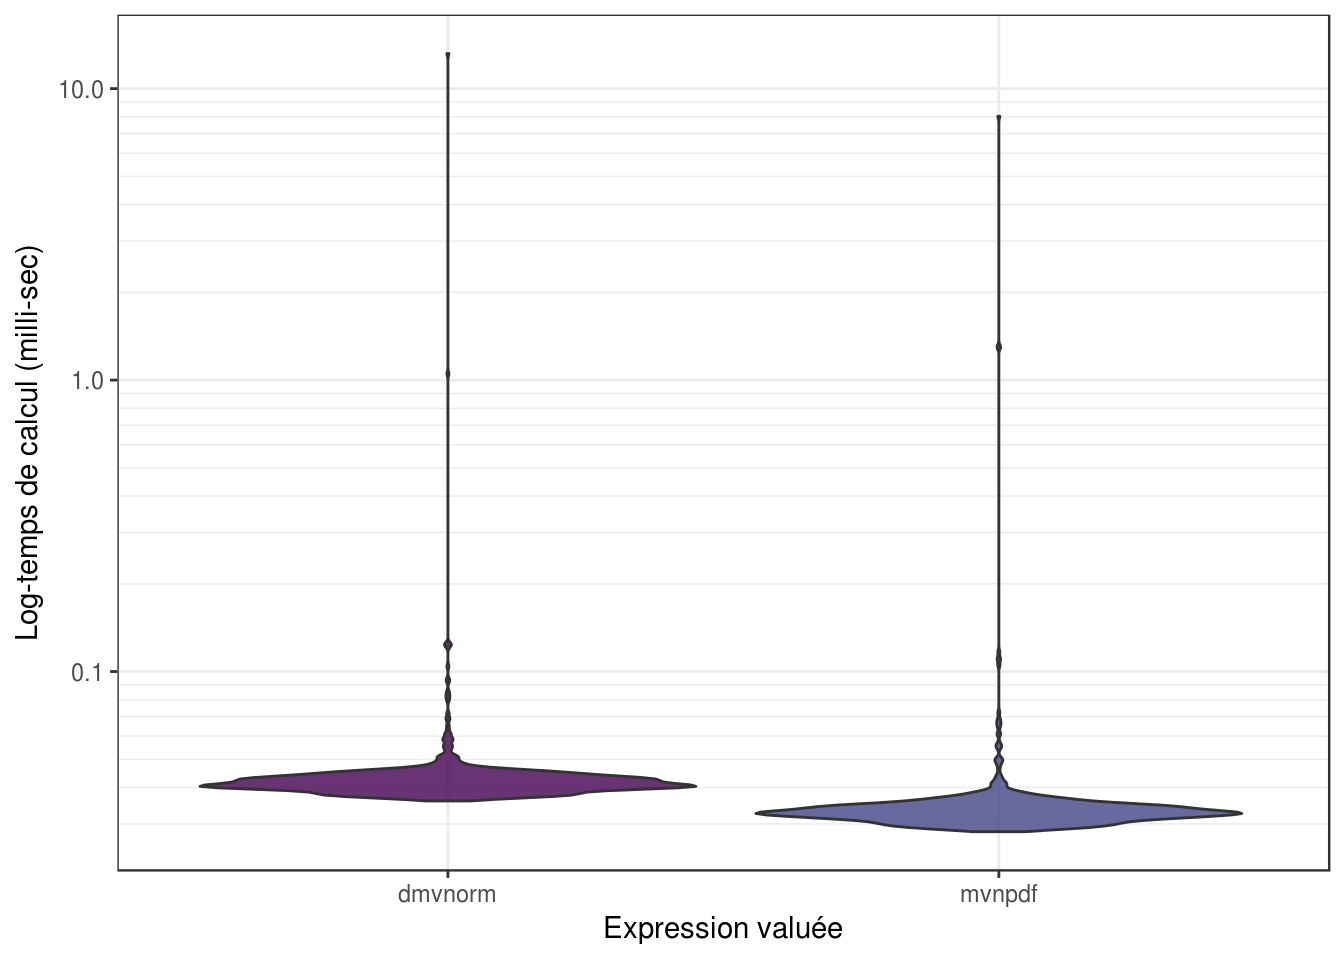 Log-temps de calcul (milli-sec)
10.0
1.0
0.1
dmvnorm
mvnpdf
Expression valuée